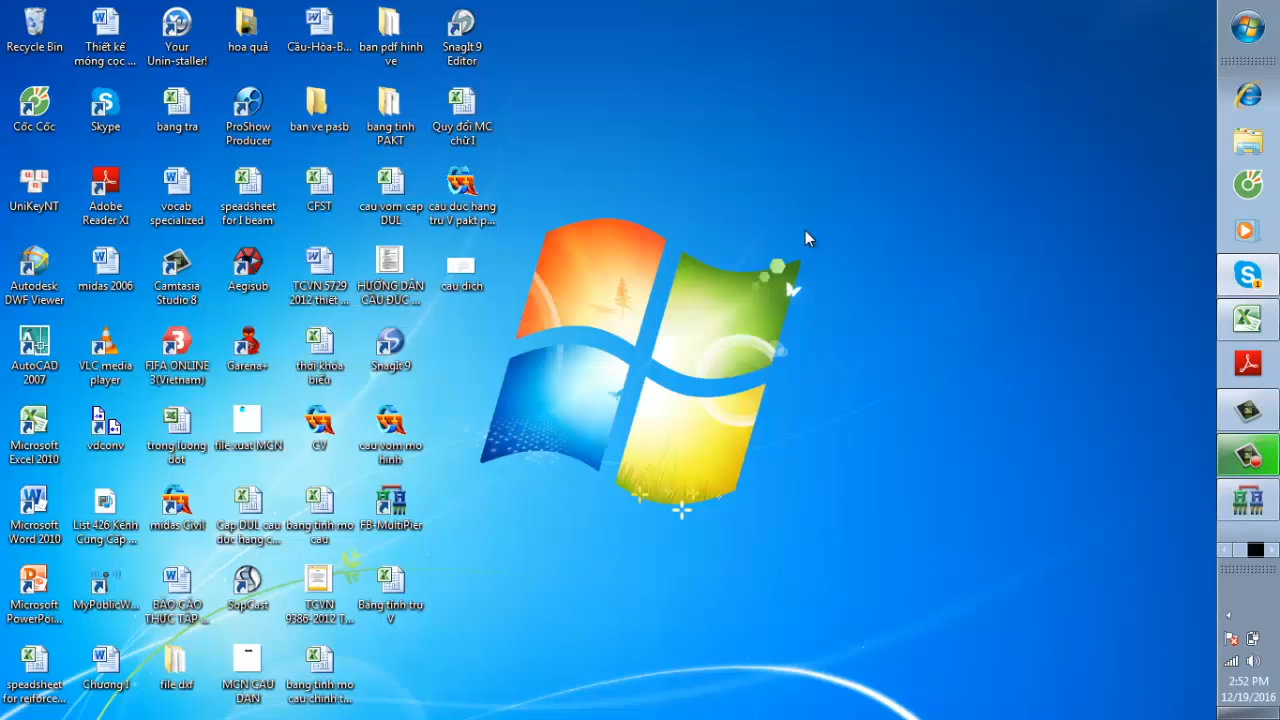 Recycle Bin
Thiết kế
móng cọc ...
Your
Unin-staller!
hoa quả
Cầu-Hòa-B...
ban pdf hinh
ve
SnagIt 9
Editor
Cốc Cốc
Skype
bang tra
ProShow
Producer
ban ve pasb
bang tinh
PAKT
Quy đổi MC
chữ I
UniKeyNT
Adobe
Reader XI
vocab
specialized
speadsheet
for I beam
CFST
cau vom cap
DUL
cau duc hang
tru V pakt p...
Autodesk
DWF Viewer
midas 2006
Camtasia
Studio 8
Aegisub
TCVN 5729
2012 thiết ...
HƯỚNG DẪN
CẦU ĐÚC ...
cau dich
AutoCAD
2007
VLC media
player
FIFA ONLINE
3(Vietnam)
Garena+
thời khóa
biểu
SnagIt 9
Microsoft
Excel 2010
vdconv
trong luong
dot
file xuat MCN
CV
cau vom mo
hinh
Microsoft
Word 2010
List 426 Kênh
Cung Cấp ...
midas Civil
Cap DUL cau
duc hang c...
bang tinh mo
cau
FB-MultiPier
Microsoft
PowerPoi...
MyPublicW...
BÁO CÁO
THỰC TẬP ...
SopCast
TCVN
9386-2012 T...
Bảng tính trụ
V
speadsheet
for reiforce...
Chương I
file dxf
MCN CAU
DAN
bang tinh mo
cau chinh t...
2:52 PM
12/19/2016